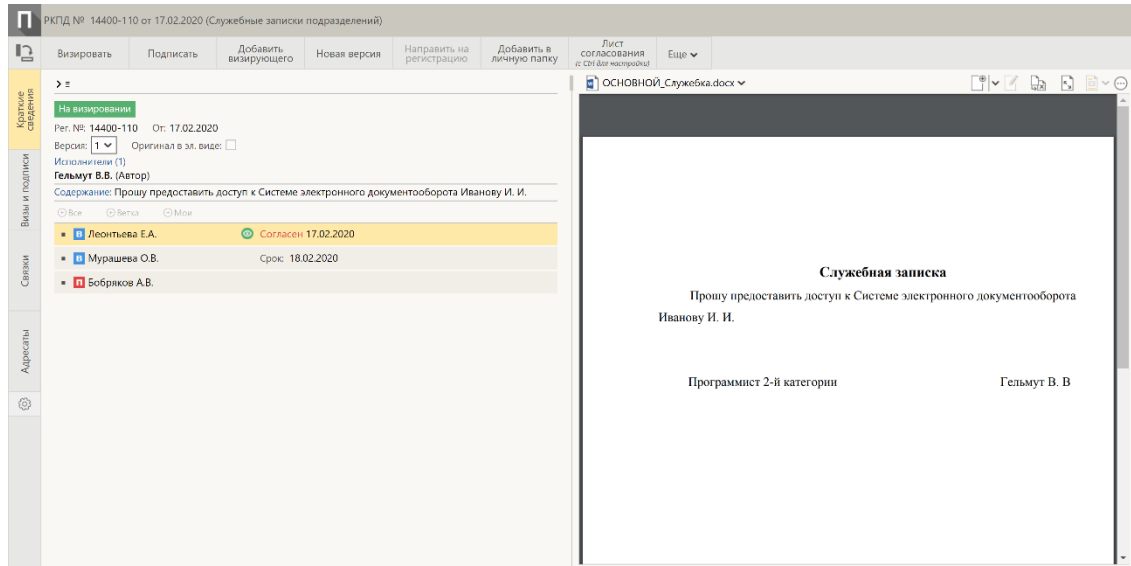 П РКПД № 14400-110 от 17.02.2020 (Служебные записки подразделений)
Визировать Подписать Добавить визирующего Новая версия Направить на регистрацию Добавить в личную папку Лист согласования (с Ctrl для настройки) Еще
Краткие сведения
Визы и подписи
Связки
Адресаты
На визировании
Рег. №: 14400-110 От: 17.02.2020
Версия: 1 Оригинал в эл. виде:
Исполнители (1)
Гельмут В.В. (Автор)
Содержание: Прошу предоставить доступ к Системе электронного документооборота Иванову И. И.
Все Ветка Мои
В Леонтьева Е.А. Согласен 17.02.2020
В Мурашева О.В. Срок: 18.02.2020
П Бобряков А.В.
ОСНОВНОЙ_Служебка.docx
Служебная записка
Прошу предоставить доступ к Системе электронного документооборота
Иванову И. И.
Программист 2-й категории Гельмут В. В